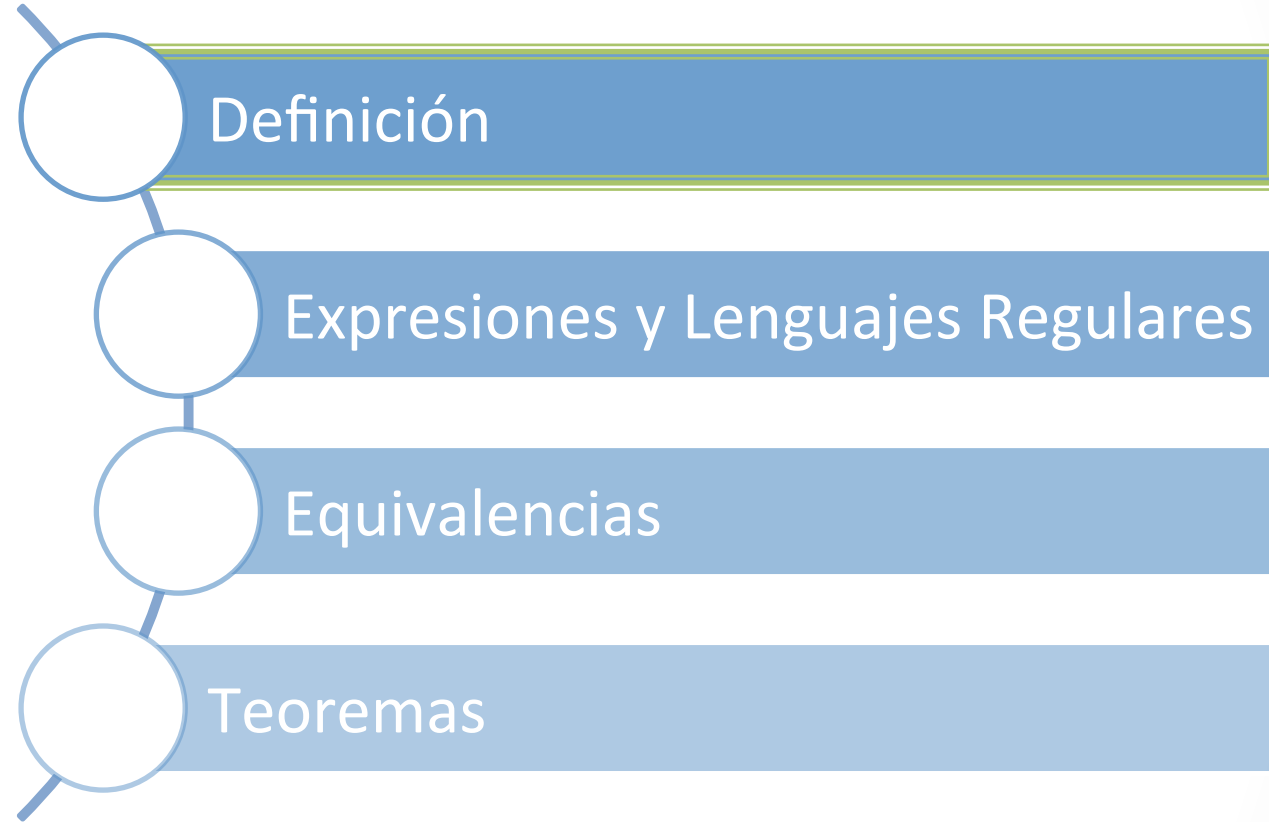 Definición
Expresiones y Lenguajes Regulares
Equivalencias
Teoremas